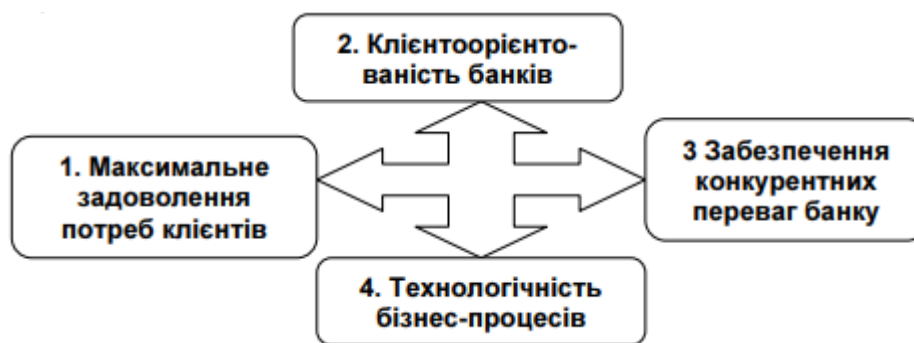 2. Клієнтоорієнто-
ваність банків
1. Максимальне
задоволення
потреб клієнтів
3 Забезпечення
конкурентних
переваг банку
4. Технологічність
бізнес-процесів